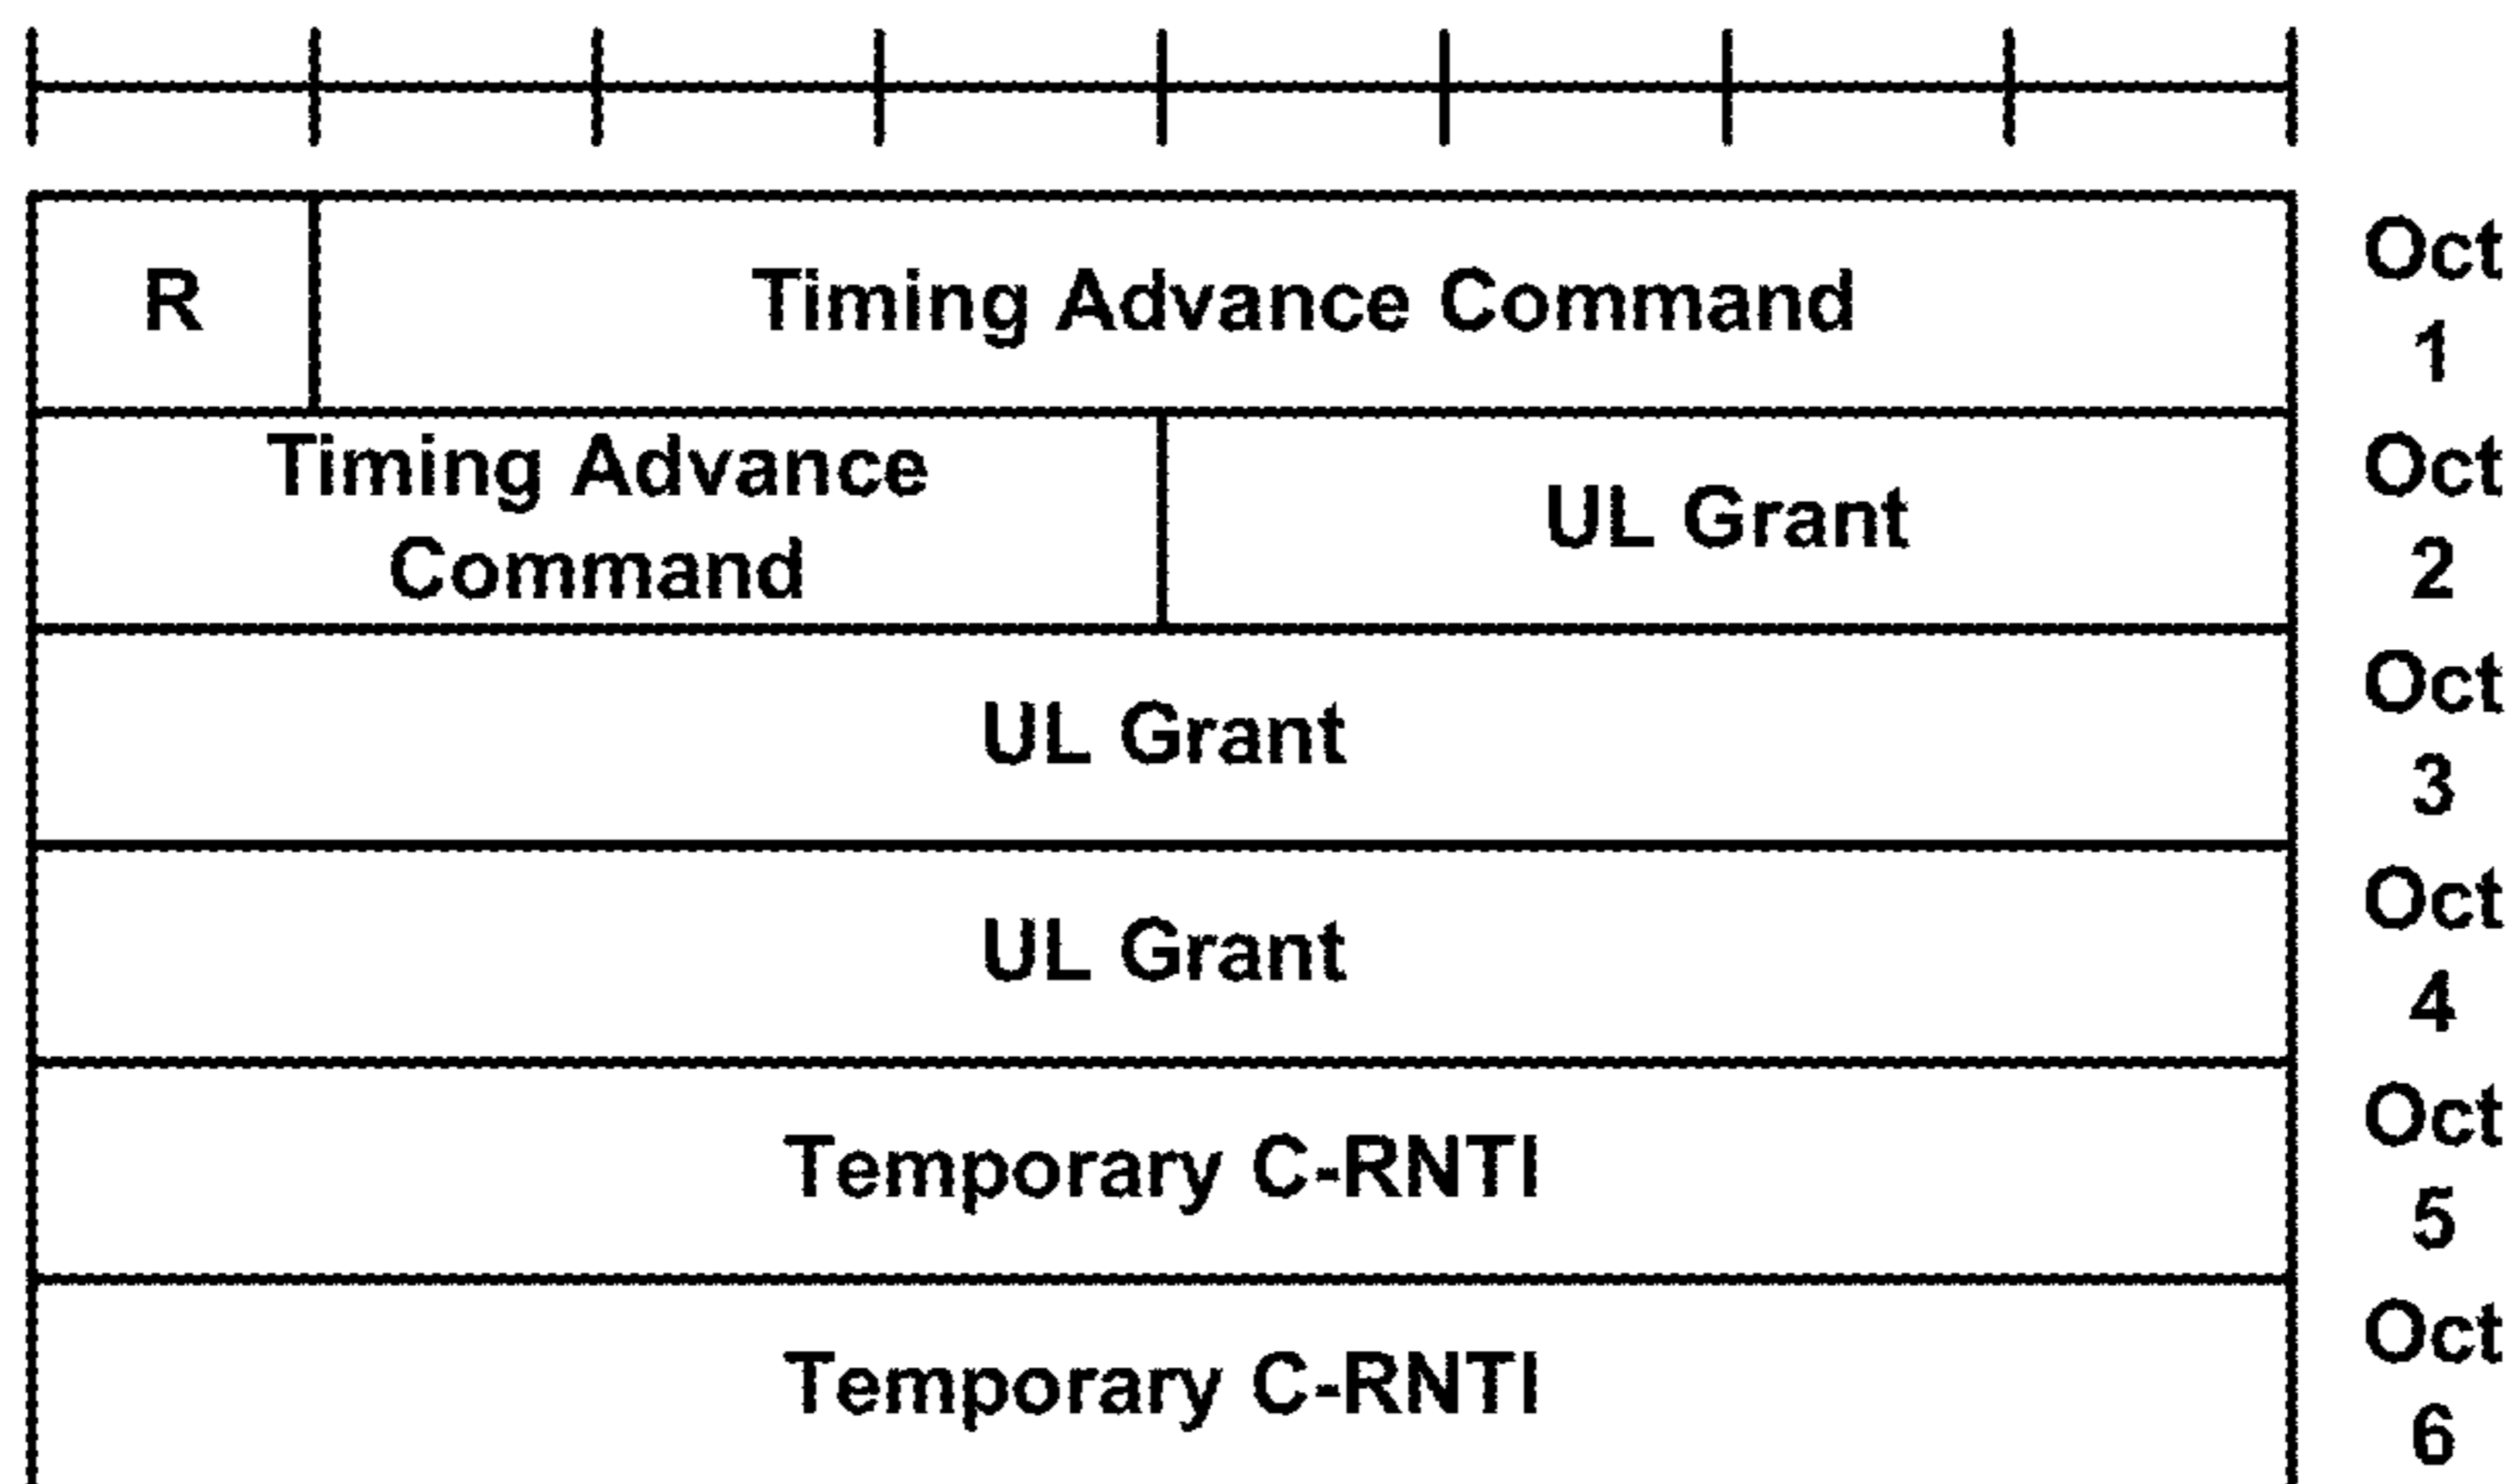 R
Timing Advance Command
Oct
1
Timing Advance
Command
UL Grant
Oct
2
UL Grant
Oct
3
UL Grant
Oct
4
Temporary C-RNTI
Oct
5
Temporary C-RNTI
Oct
6